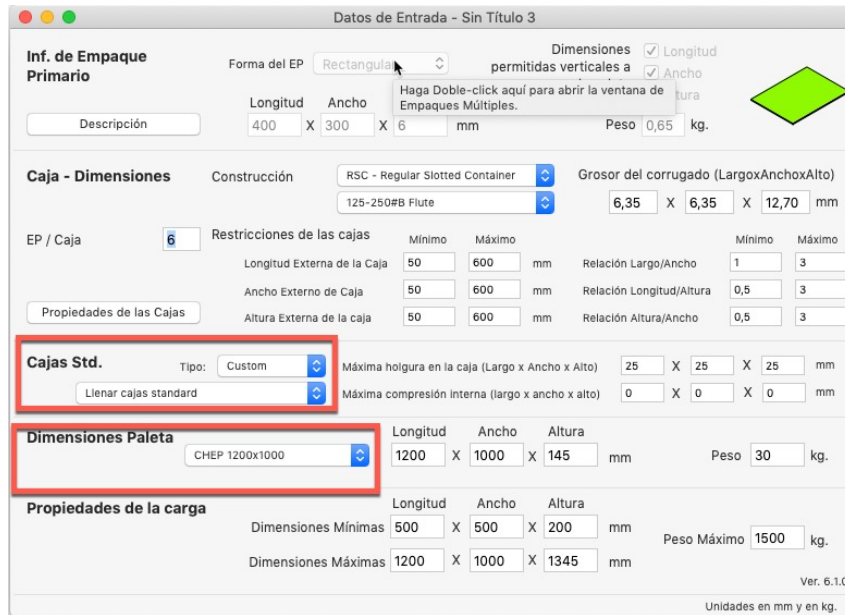 Datos de Entrada - Sin Título 3
Inf. de Empaque
Primario
Forma del EP Rectangular
Dimensiones
permitidas verticales a
Longitud
Ancho
Haga Doble-click aquí para abrir la ventana de
Empaques Múltiples.
Longitud Ancho
Descripción
400 X 300 X 6 mm
Peso 0,65 kg.
Caja - Dimensiones
Construcción
RSC - Regular Slotted Container
125-250#B Flute
Grosor del corrugado (LargoxAnchoxAlto)
6,35 X 6,35 X 12,70 mm
EP / Caja 6
Restricciones de las cajas
Mínimo Máximo
Mínimo Máximo
Longitud Externa de la Caja 50 600 mm
Relación Largo/Ancho 1 3
Ancho Externo de Caja 50 600 mm
Relación Longitud/Altura 0,5 3
Altura Externa de la caja 50 600 mm
Relación Altura/Ancho 0,5 3
Propiedades de las Cajas
Cajas Std.
Tipo: Custom
Llenar cajas standard
Máxima holgura en la caja (Largo x Ancho x Alto) 25 X 25 X 25 mm
Máxima compresión interna (largo x ancho x alto) 0 X 0 X 0 mm
Dimensiones Paleta
CHEP 1200x1000
Longitud Ancho Altura
1200 X 1000 X 145 mm
Peso 30 kg.
Propiedades de la carga
Longitud Ancho Altura
Dimensiones Mínimas 500 X 500 X 200 mm
Dimensiones Máximas 1200 X 1000 X 1345 mm
Peso Máximo 1500 kg.
Ver. 6.1.0
Unidades en mm y en kg.